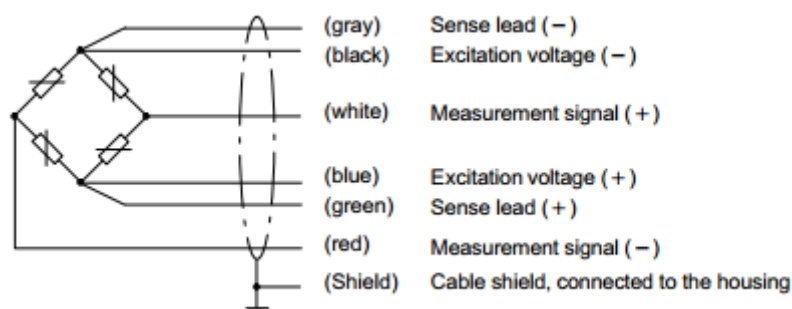 (gray) Sense lead (−)
(black) Excitation voltage (−)
(white) Measurement signal (+)
(blue) Excitation voltage (+)
(green) Sense lead (+)
(red) Measurement signal (−)
(Shield) Cable shield, connected to the housing